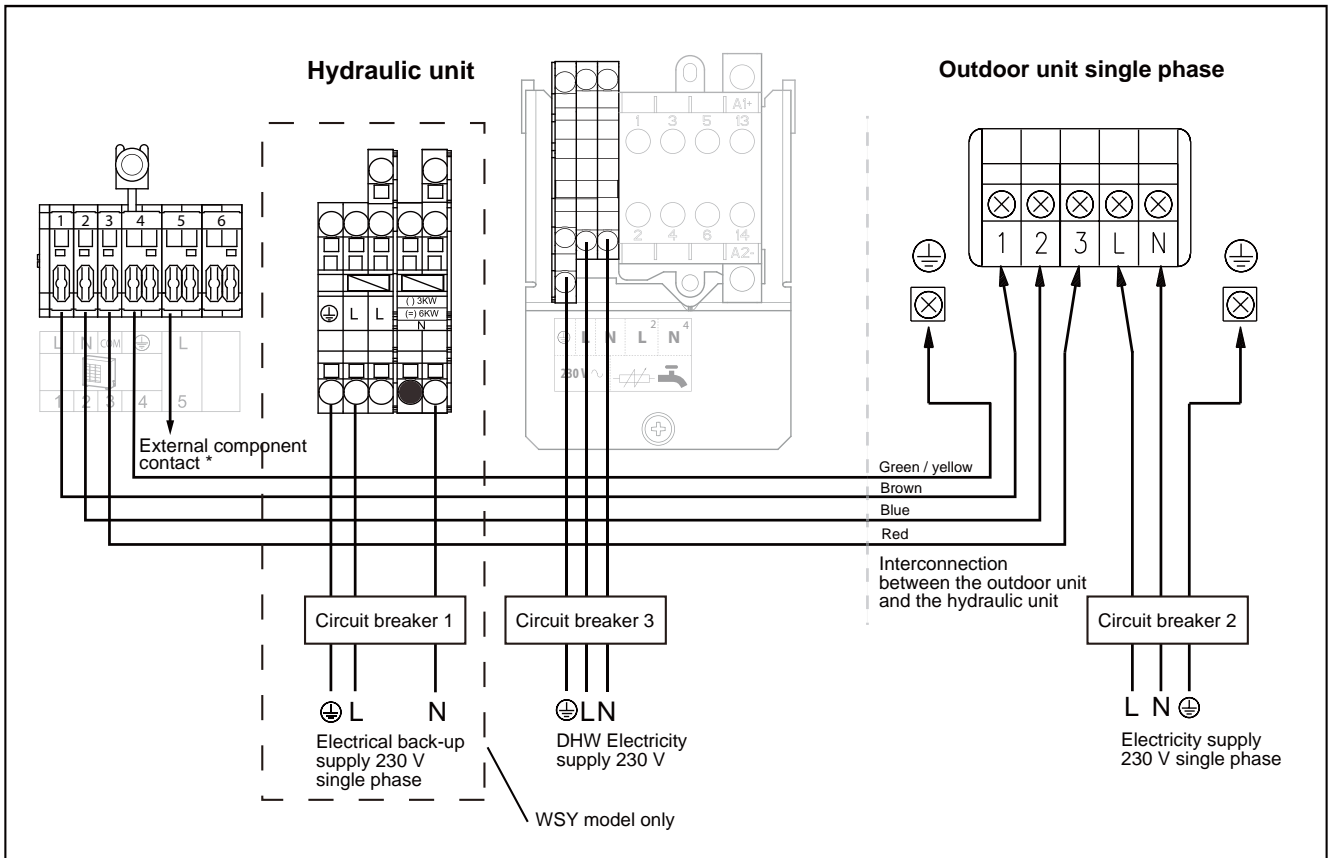 Hydraulic unit
Outdoor unit single phase
A1+
1 3 5 13
2 4 6 14
A2-
1 2 3 4 5 6
L N COM L
1 2 3 4 5
External component
contact *
L L
( ) 3KW
(=) 6KW
N
L N L 2 N 4
230 V ~
1 2 3 L N
Green / yellow
Brown
Blue
Red
Interconnection
between the outdoor unit
and the hydraulic unit
Circuit breaker 1
Circuit breaker 3
Circuit breaker 2
L N
Electrical back-up
supply 230 V
single phase
L N
DHW Electricity
supply 230 V
L N
Electricity supply
230 V single phase
WSY model only